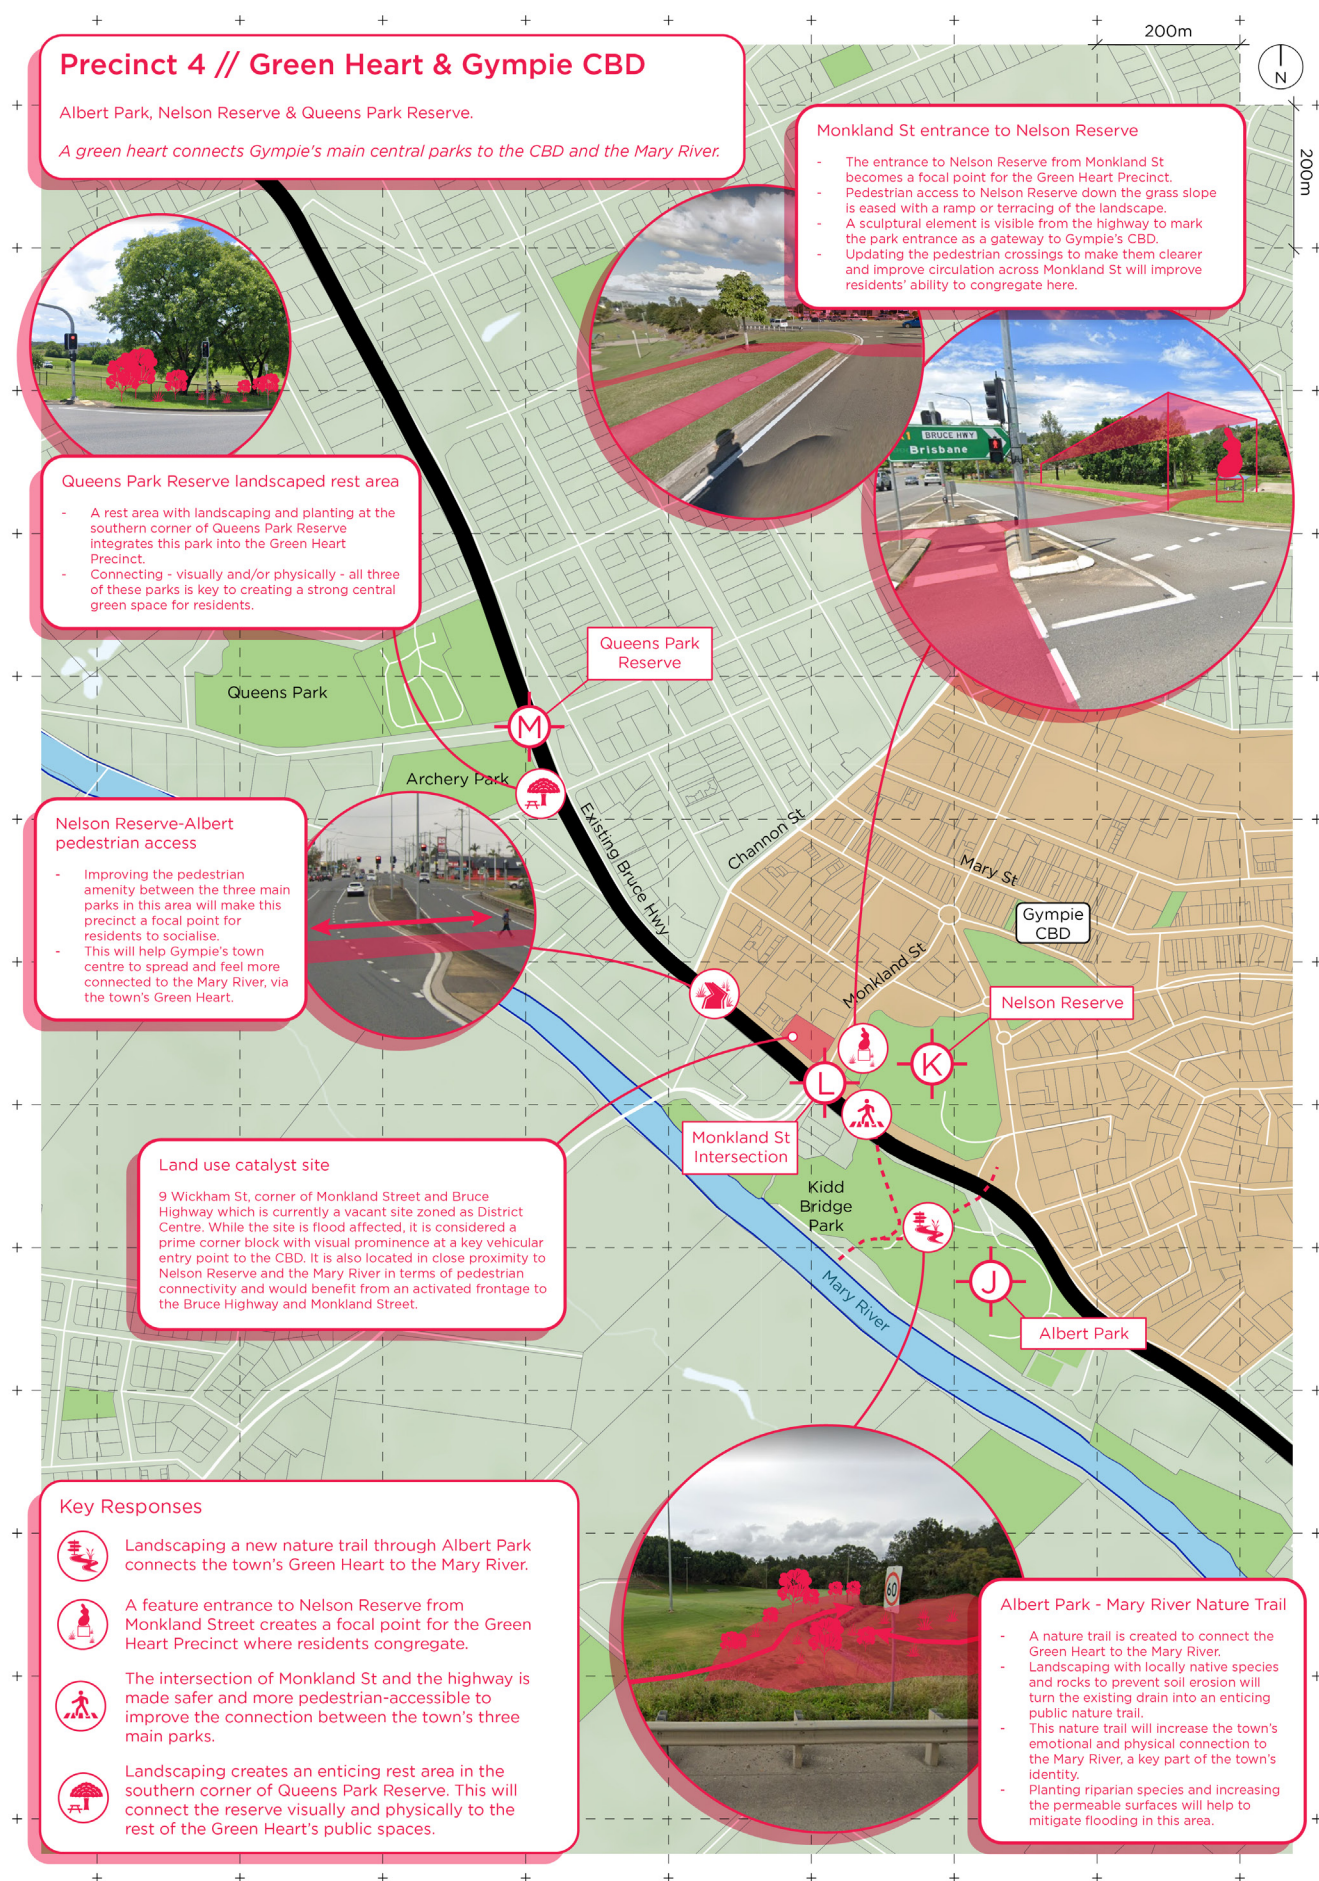 200m
N
200m
Precinct 4 // Green Heart & Gympie CBD
Albert Park, Nelson Reserve & Queens Park Reserve.
A green heart connects Gympie's main central parks to the CBD and the Mary River.
Monkland St entrance to Nelson Reserve
- The entrance to Nelson Reserve from Monkland St
becomes a focal point for the Green Heart Precinct.
- Pedestrian access to Nelson Reserve down the grass slope
is eased with a ramp or terracing of the landscape.
- A sculptural element is visible from the highway to mark
the park entrance as a gateway to Gympie's CBD.
- Updating the pedestrian crossings to make them clearer
and improve circulation across Monkland St will improve
residents' ability to congregate here.
BRUCE HWY
Brisbane
Queens Park Reserve landscaped rest area
- A rest area with landscaping and planting at the
southern corner of Queens Park Reserve
integrates this park into the Green Heart
Precinct.
- Connecting - visually and/or physically - all three
of these parks is key to creating a strong central
green space for residents.
Queens Park
Reserve
Queens Park
M
Archery Park
Existing Bruce Hwy
Channon St
Mary St
Gympie
CBD
Monkland St
Nelson Reserve
K
L
Monkland St
Intersection
Kidd
Bridge
Park
J
Albert Park
Mary River
Nelson Reserve-Albert
pedestrian access
- Improving the pedestrian
amenity between the three main
parks in this area will make this
precinct a focal point for
residents to socialise.
- This will help Gympie's town
centre to spread and feel more
connected to the Mary River, via
the town's Green Heart.
Land use catalyst site
9 Wickham St, corner of Monkland Street and Bruce
Highway which is currently a vacant site zoned as District
Centre. While the site is flood affected, it is considered a
prime corner block with visual prominence at a key vehicular
entry point to the CBD. It is also located in close proximity to
Nelson Reserve and the Mary River in terms of pedestrian
connectivity and would benefit from an activated frontage to
the Bruce Highway and Monkland Street.
Key Responses
Landscaping a new nature trail through Albert Park
connects the town's Green Heart to the Mary River.
A feature entrance to Nelson Reserve from
Monkland Street creates a focal point for the Green
Heart Precinct where residents congregate.
The intersection of Monkland St and the highway is
made safer and more pedestrian-accessible to
improve the connection between the town's three
main parks.
Landscaping creates an enticing rest area in the
southern corner of Queens Park Reserve. This will
connect the reserve visually and physically to the
rest of the Green Heart's public spaces.
60
Albert Park - Mary River Nature Trail
- A nature trail is created to connect the
Green Heart to the Mary River.
- Landscaping with locally native species
and rocks to prevent soil erosion will
turn the existing drain into an enticing
public nature trail.
- This nature trail will increase the town's
emotional and physical connection to
the Mary River, a key part of the town's
identity.
- Planting riparian species and increasing
the permeable surfaces will help to
mitigate flooding in this area.